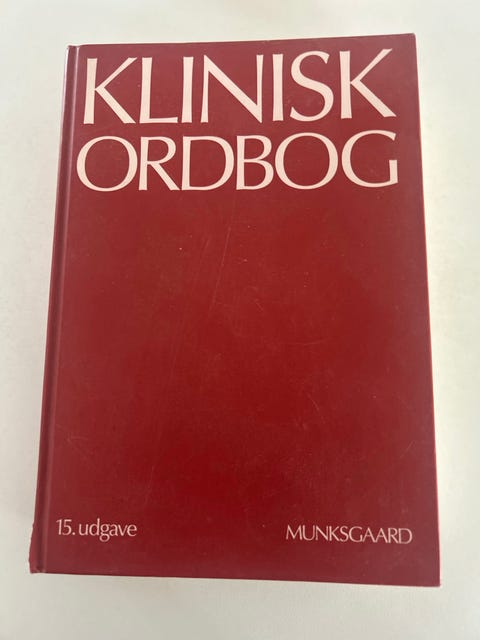 KLINISK
ORDBOG
15. udgave
MUNKSGAARD